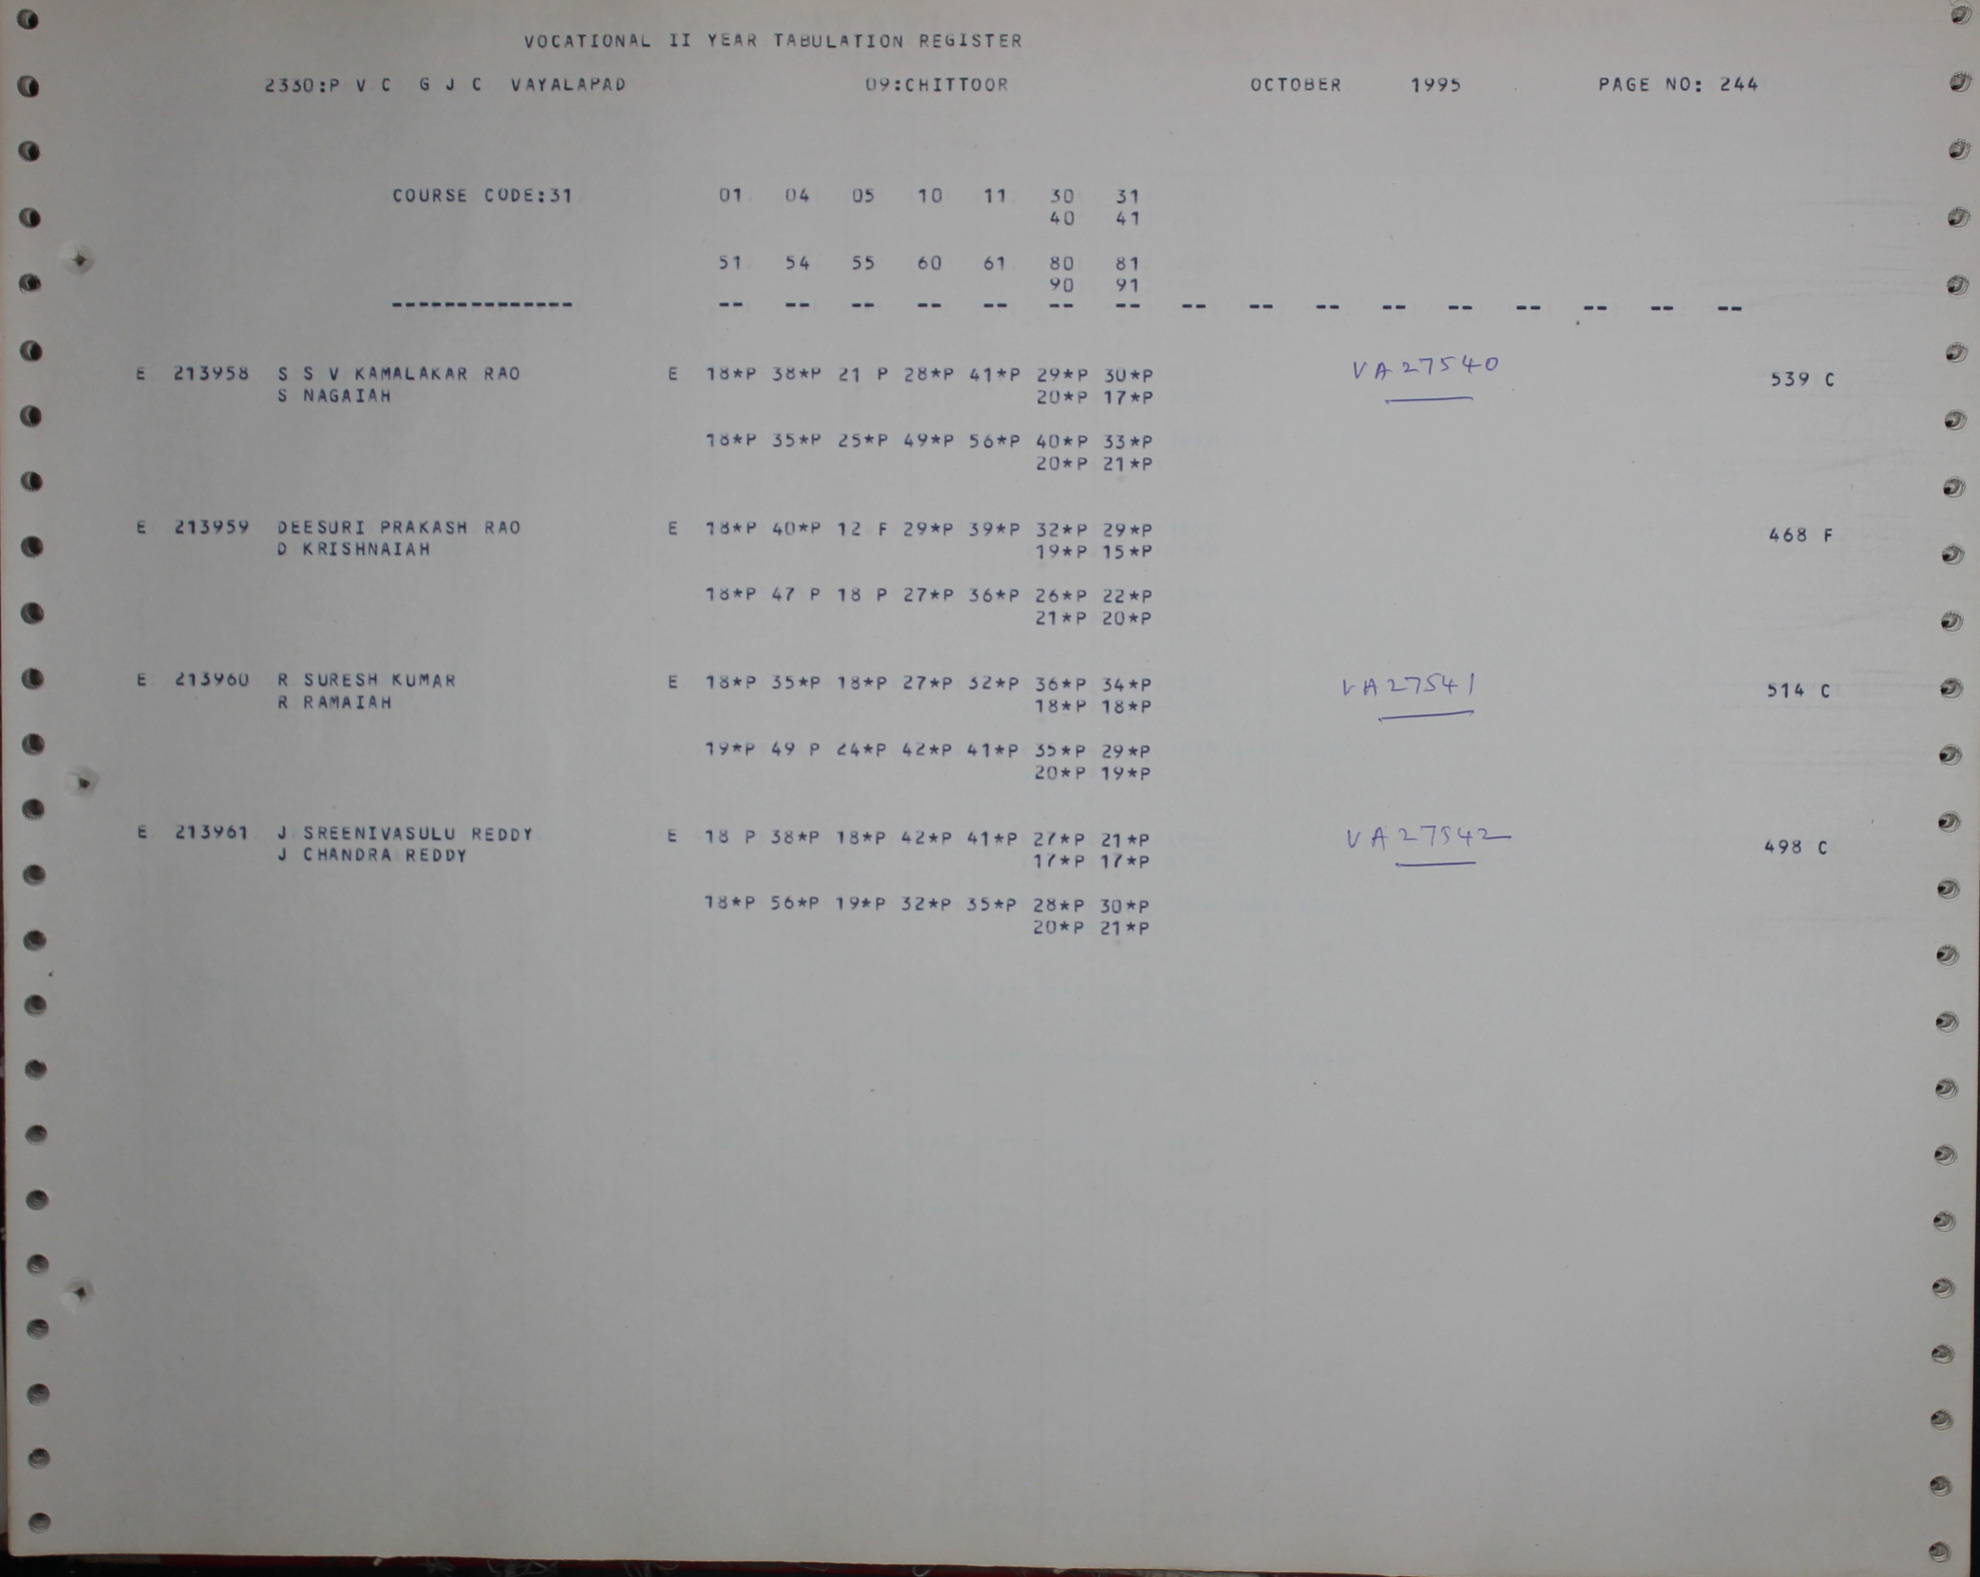 VOCATIONAL II YEAR TABULATION REGISTER
2330:P V C G J C VAYALAPAD 09:CHITTOOR OCTOBER 1995 PAGE NO: 244
COURSE CODE:31 01 04 05 10 11 30 31
40 41
51 54 55 60 61 80 81
90 91
-------------- -- -- -- -- -- -- -- -- -- -- -- -- -- -- -- --
E 213958 S S V KAMALAKAR RAO E 18*P 38*P 21 P 28*P 41*P 29*P 30*P VA27540 539 C
S NAGAIAH 20*P 17*P
18*P 35*P 25*P 49*P 56*P 40*P 33*P
20*P 21*P
E 213959 DEESURI PRAKASH RAO E 18*P 40*P 12 F 29*P 39*P 32*P 29*P 468 F
D KRISHNAIAH 19*P 15*P
18*P 47 P 18 P 27*P 36*P 26*P 22*P
21*P 20*P
E 213960 R SURESH KUMAR E 18*P 35*P 18*P 27*P 32*P 36*P 34*P VA27541 514 C
R RAMAIAH 18*P 18*P
19*P 49 P 24*P 42*P 41*P 35*P 29*P
20*P 19*P
E 213961 J SREENIVASULU REDDY E 18 P 38*P 18*P 42*P 41*P 27*P 21*P VA27542 498 C
J CHANDRA REDDY 17*P 17*P
18*P 56*P 19*P 32*P 35*P 28*P 30*P
20*P 21*P